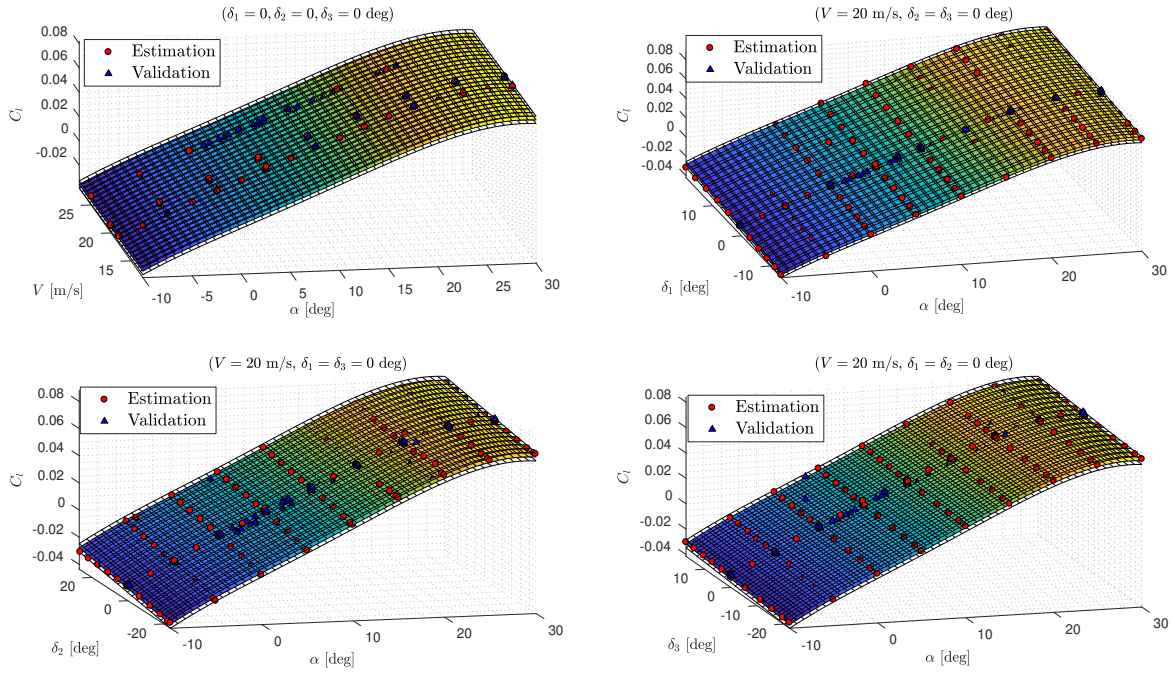 (δ₁ = 0, δ₂ = 0, δ₃ = 0 deg)
0.08
0.06
0.04
0.02
0
-0.02
C_l
Estimation
Validation
25
20
15
V [m/s]
-10 -5 0 5 10 15 20 25 30
α [deg]
(V = 20 m/s, δ₂ = δ₃ = 0 deg)
0.08
0.06
0.04
0.02
0
-0.02
-0.04
C_l
Estimation
Validation
10
0
-10
δ₁ [deg]
-10 0 10 20 30
α [deg]
(V = 20 m/s, δ₁ = δ₃ = 0 deg)
0.08
0.06
0.04
0.02
0
-0.02
-0.04
C_l
Estimation
Validation
20
0
-20
δ₂ [deg]
-10 0 10 20 30
α [deg]
(V = 20 m/s, δ₁ = δ₂ = 0 deg)
0.08
0.06
0.04
0.02
0
-0.02
-0.04
C_l
Estimation
Validation
10
0
-10
-20
δ₃ [deg]
-10 0 10 20 30
α [deg]